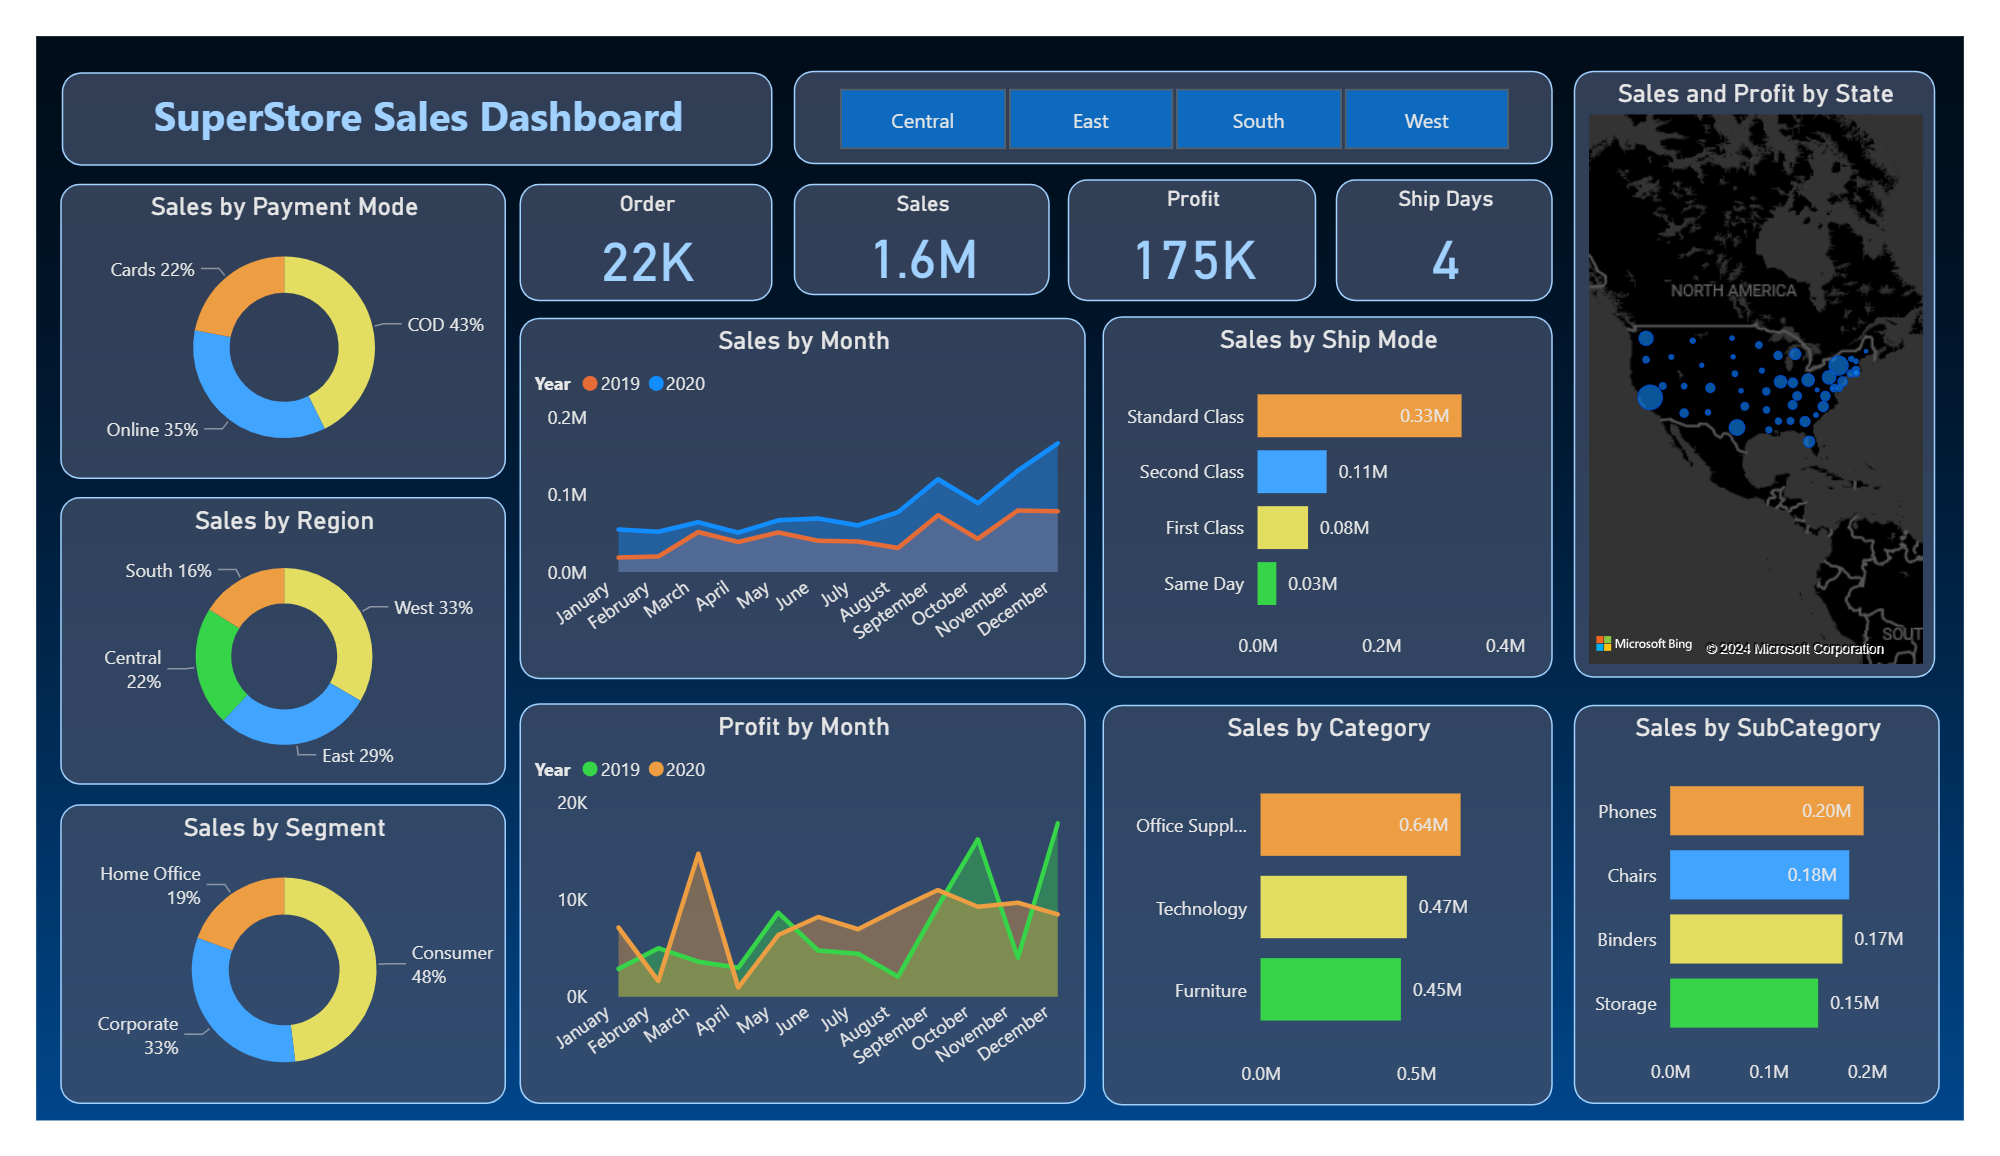 SuperStore Sales Dashboard
Central
East
South
West
Sales and Profit by State
NORTH AMERICA
SOUT
Microsoft Bing
© 2024 Microsoft Corporation
Sales by Payment Mode
Cards 22%
COD 43%
Online 35%
Order
22K
Sales
1.6M
Profit
175K
Ship Days
4
Sales by Month
Year 2019 2020
0.2M
0.1M
0.0M
January
February
March
April
May
June
July
August
September
October
November
December
Sales by Ship Mode
Standard Class 0.33M
Second Class 0.11M
First Class 0.08M
Same Day 0.03M
0.0M 0.2M 0.4M
Sales by Region
South 16%
West 33%
Central
22%
East 29%
Sales by Segment
Home Office
19%
Consumer
48%
Corporate
33%
Profit by Month
Year 2019 2020
20K
10K
0K
January
February
March
April
May
June
July
August
September
October
November
December
Sales by Category
Office Suppl... 0.64M
Technology 0.47M
Furniture 0.45M
0.0M 0.5M
Sales by SubCategory
Phones 0.20M
Chairs 0.18M
Binders 0.17M
Storage 0.15M
0.0M 0.1M 0.2M